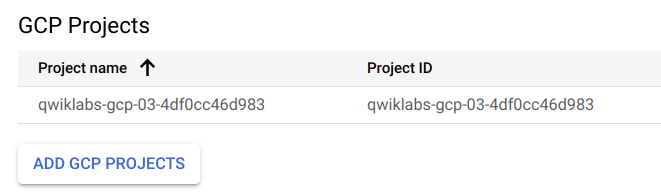 GCP Projects
Project name Project ID
qwiklabs-gcp-03-4df0cc46d983 qwiklabs-gcp-03-4df0cc46d983
ADD GCP PROJECTS